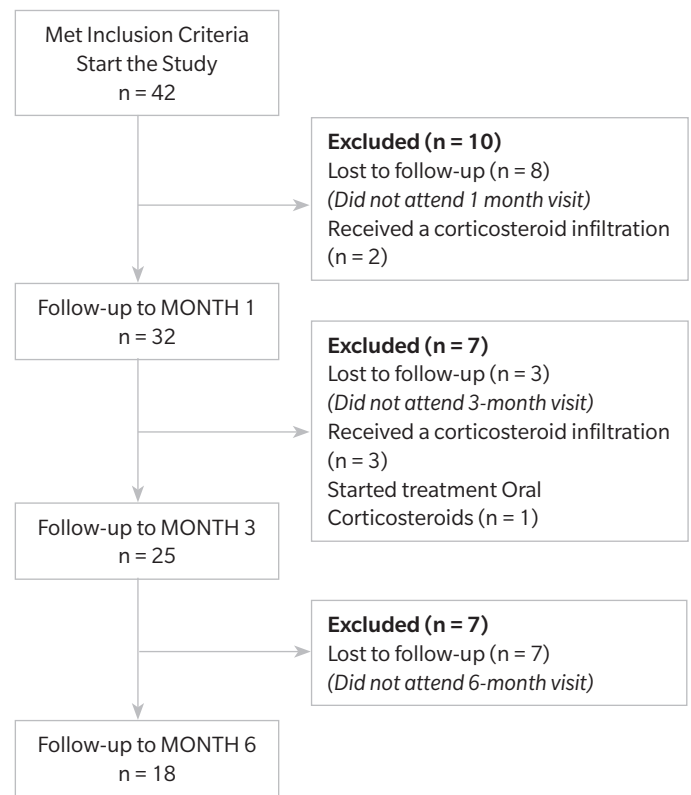 Met Inclusion Criteria
Start the Study
n = 42
Excluded (n = 10)
Lost to follow-up (n = 8)
(Did not attend 1 month visit)
Received a corticosteroid infiltration
(n = 2)
Follow-up to MONTH 1
n = 32
Excluded (n = 7)
Lost to follow-up (n = 3)
(Did not attend 3-month visit)
Received a corticosteroid infiltration
(n = 3)
Started treatment Oral
Corticosteroids (n = 1)
Follow-up to MONTH 3
n = 25
Excluded (n = 7)
Lost to follow-up (n = 7)
(Did not attend 6-month visit)
Follow-up to MONTH 6
n = 18